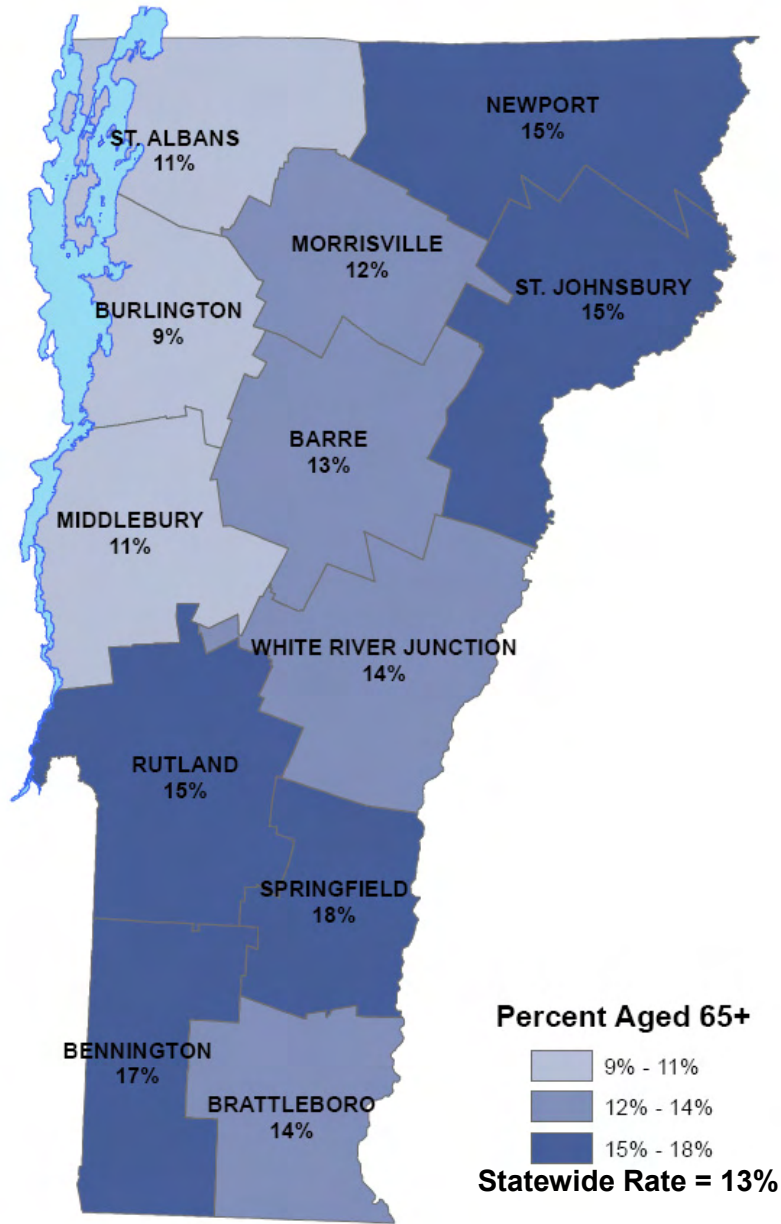 NEWPORT
15%
ST. ALBANS
11%
MORRISVILLE
12%
ST. JOHNSBURY
15%
BURLINGTON
9%
BARRE
13%
MIDDLEBURY
11%
WHITE RIVER JUNCTION
14%
RUTLAND
15%
SPRINGFIELD
18%
BENNINGTON
17%
BRATTLEBORO
14%
Percent Aged 65+
9% - 11%
12% - 14%
15% - 18%
Statewide Rate = 13%